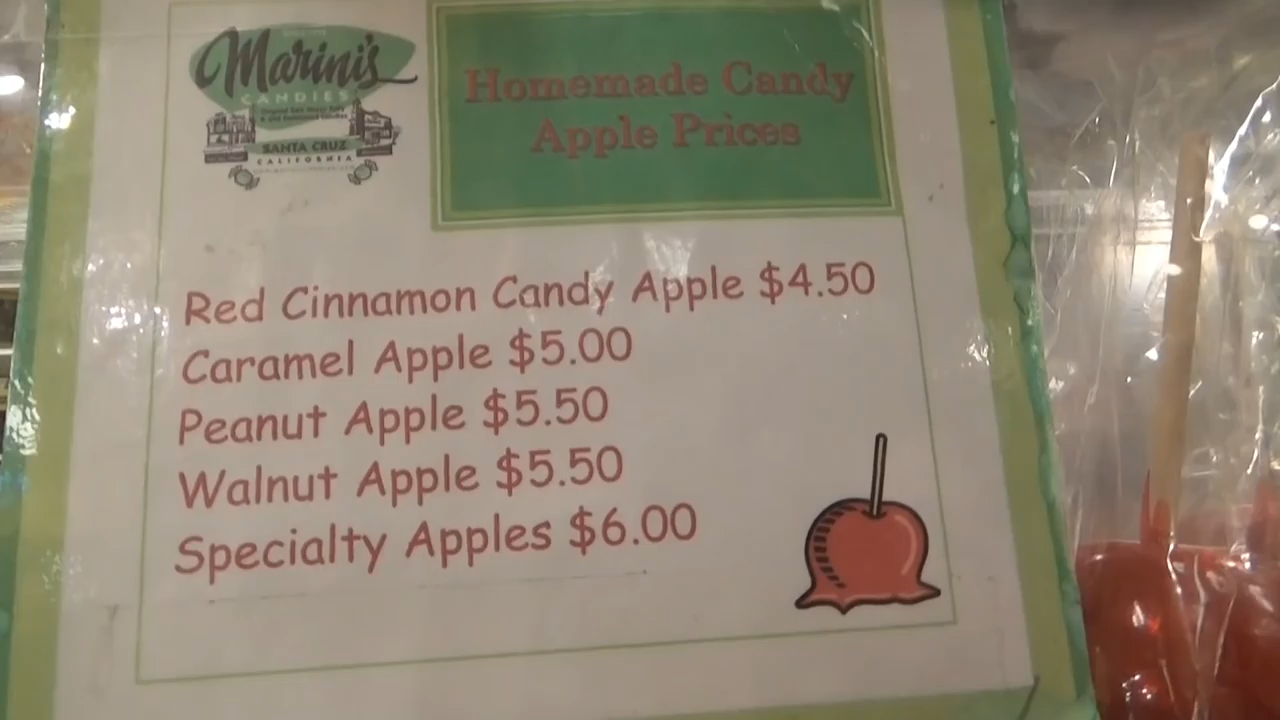 Marini's
CANDIES
SANTA CRUZ
CALIFORNIA
Homemade Candy
Apple Prices
Red Cinnamon Candy Apple $4.50
Caramel Apple $5.00
Peanut Apple $5.50
Walnut Apple $5.50
Specialty Apples $6.00